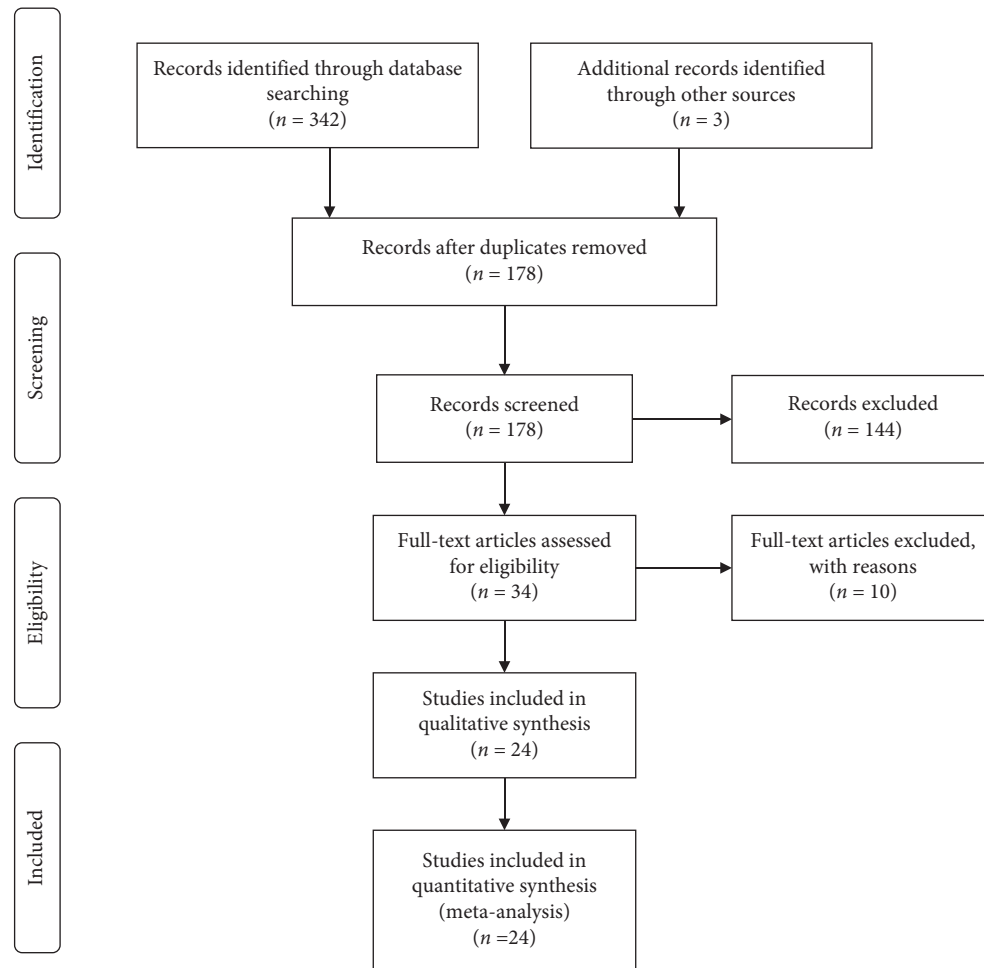 Identification
Records identified through database
searching
(n = 342)
Additional records identified
through other sources
(n = 3)
Records after duplicates removed
(n = 178)
Screening
Records screened
(n = 178)
Records excluded
(n = 144)
Eligibility
Full-text articles assessed
for eligibility
(n = 34)
Full-text articles excluded,
with reasons
(n = 10)
Studies included in
qualitative synthesis
(n = 24)
Included
Studies included in
quantitative synthesis
(meta-analysis)
(n =24)